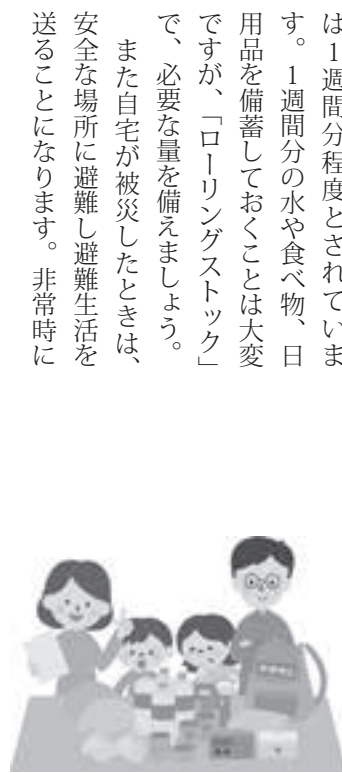 は1週間分程度とされていま
す。1週間分の水や食べ物、日
用品を備蓄しておくことは大変
ですが、「ローリングストック」
で、必要な量を備えましょう。
また自宅が被災したときは、
安全な場所に避難し避難生活を
送ることになります。非常時に